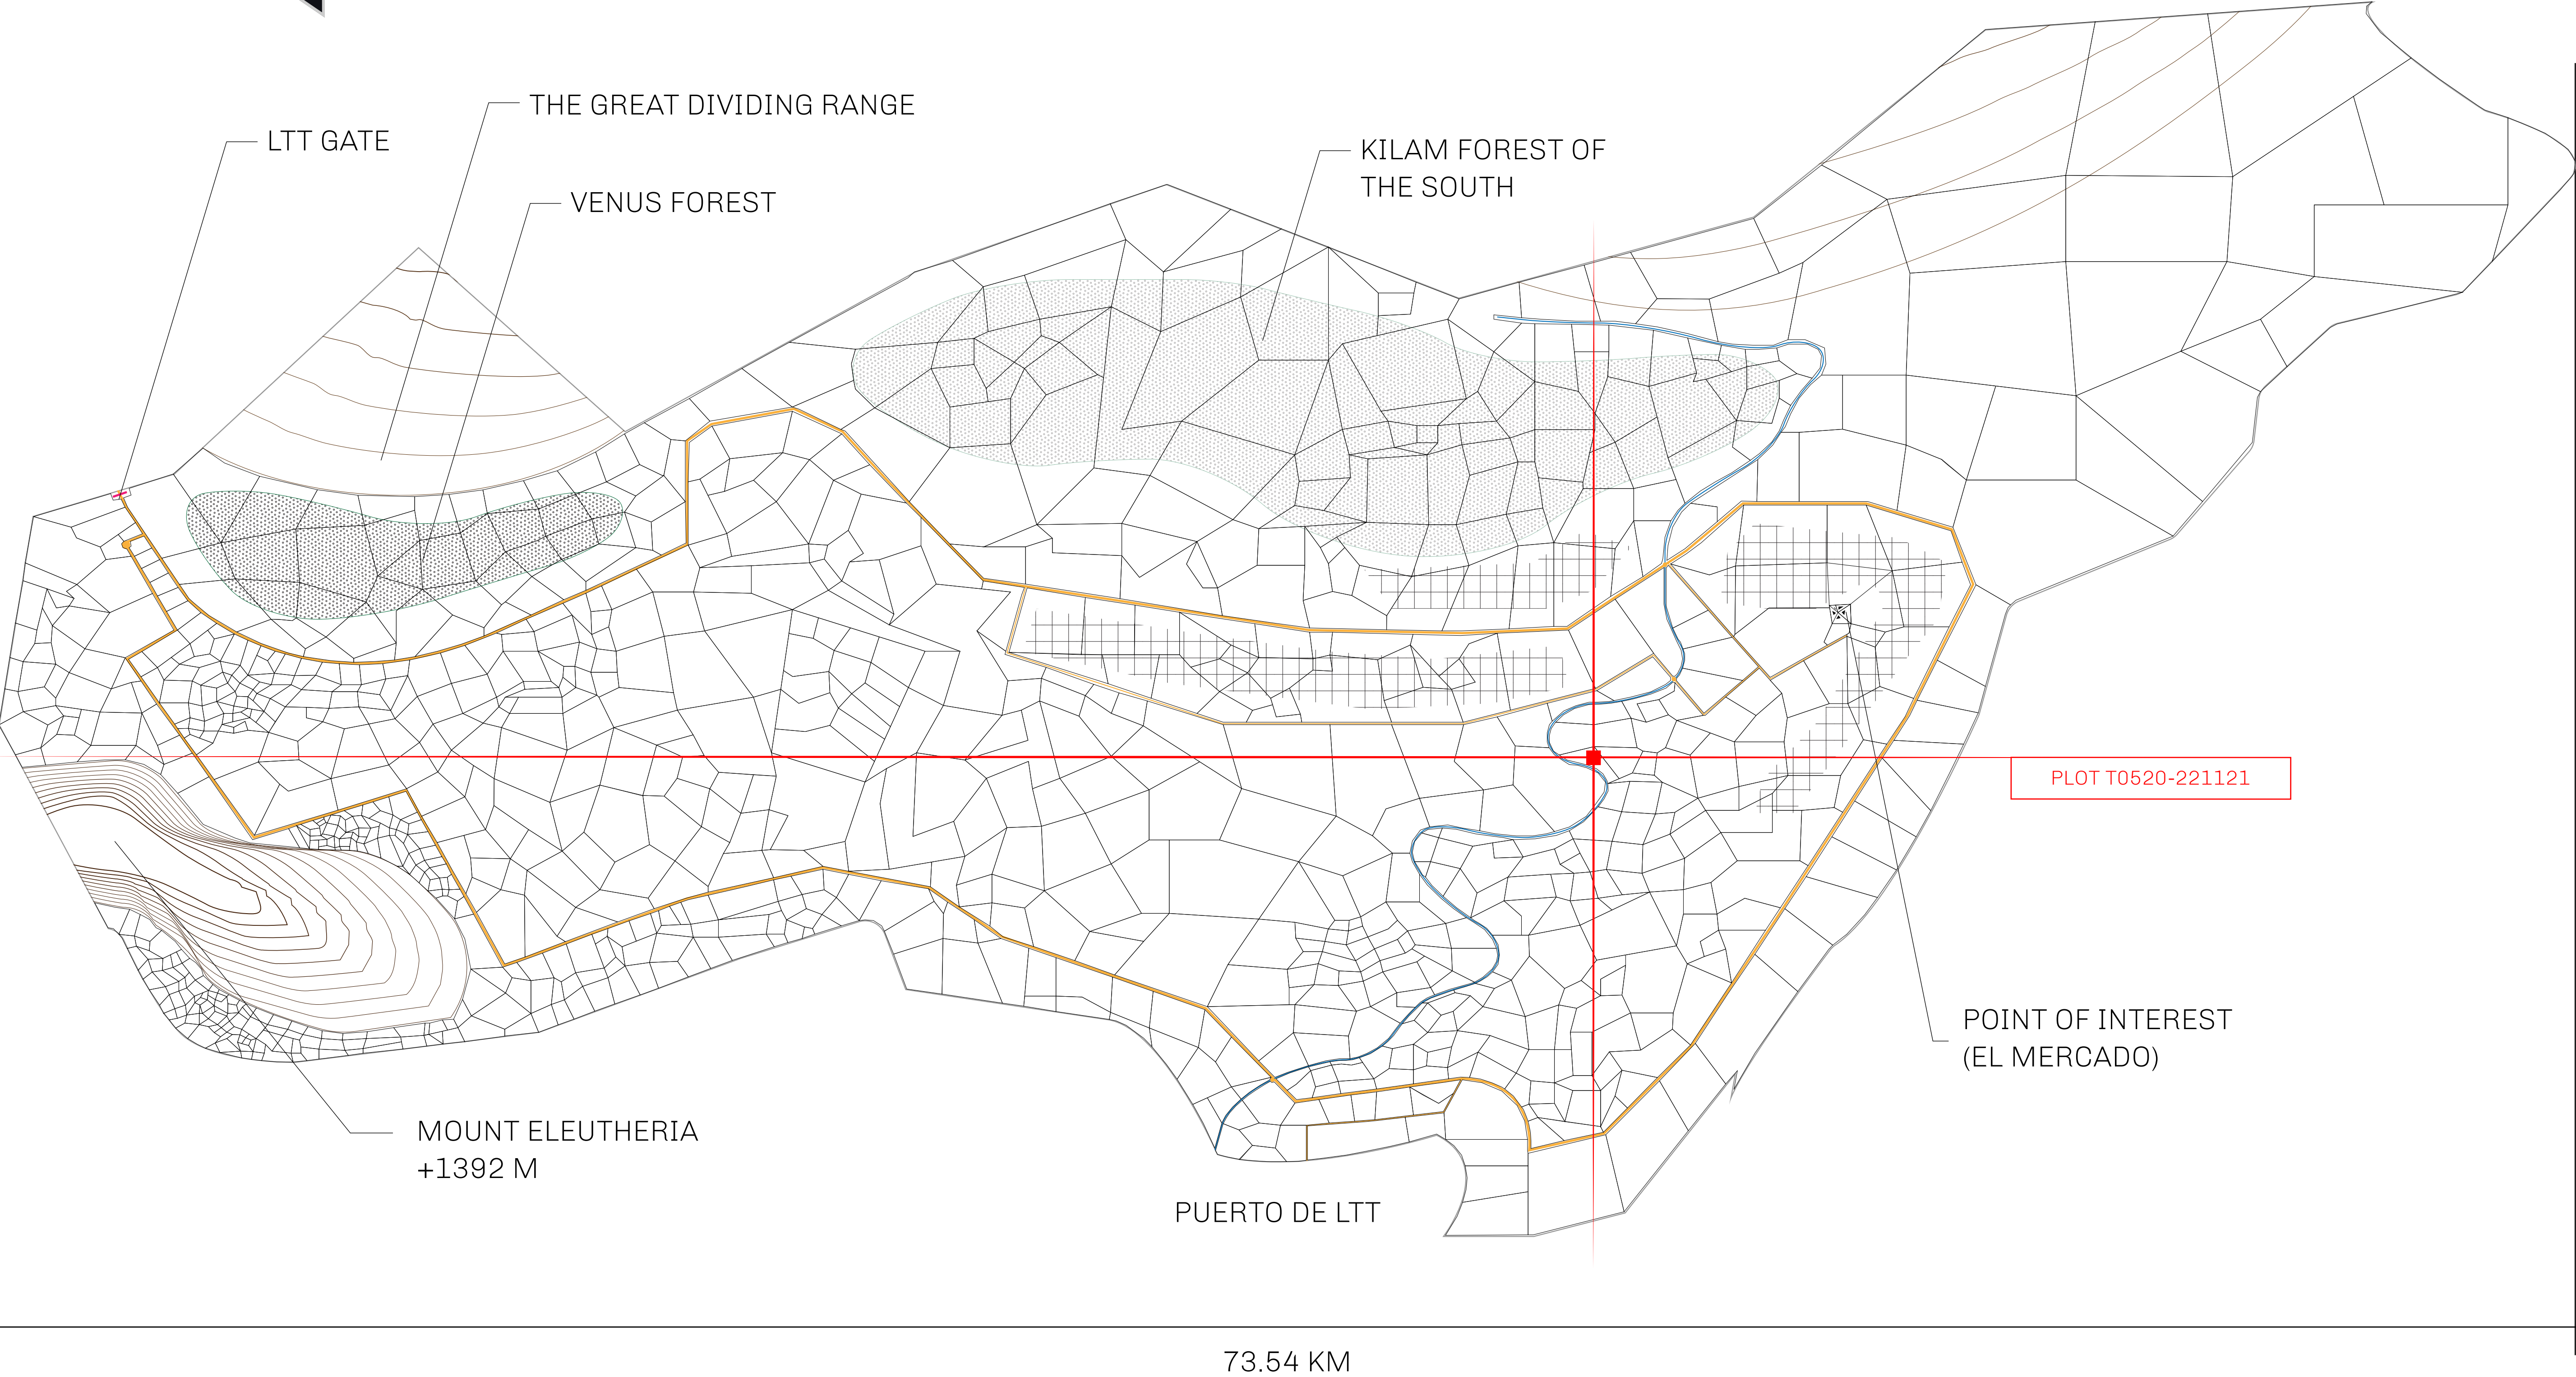 THE GREAT DIVIDING RANGE
LTT GATE
KILAM FOREST OF
THE SOUTH
VENUS FOREST
PLOT T0520-221121
POINT OF INTEREST
(EL MERCADO)
MOUNT ELEUTHERIA
+1392 M
PUERTO DE LTT
73.54 KM